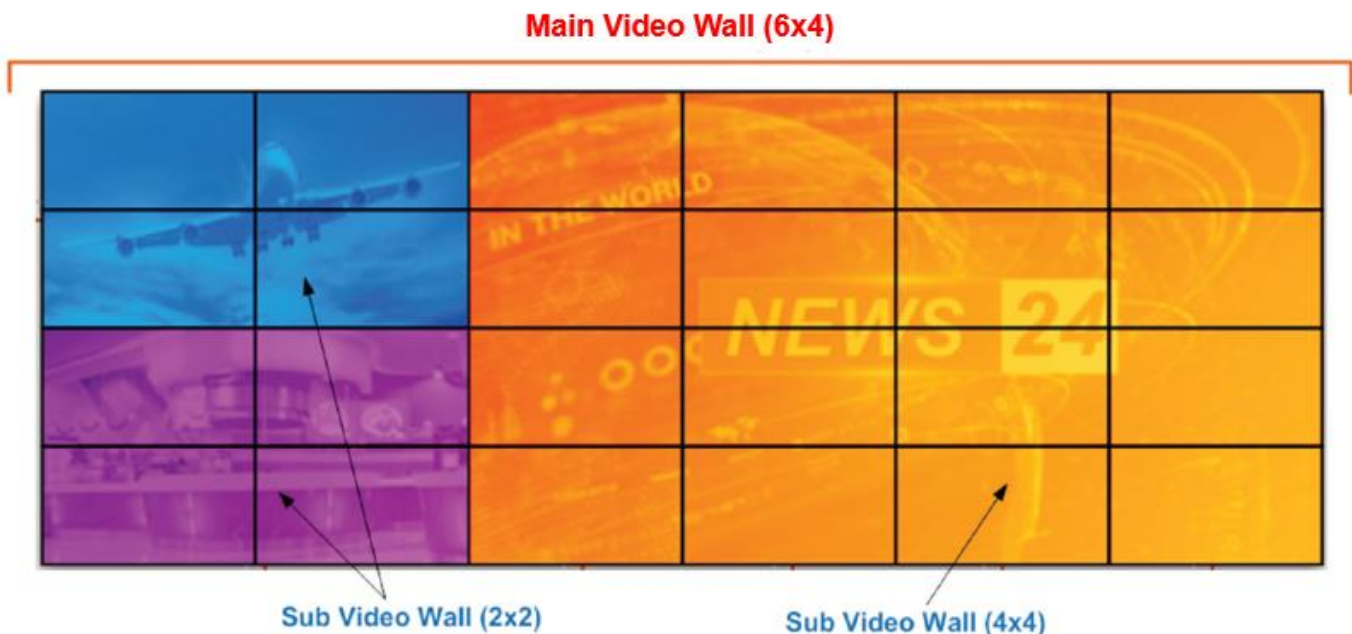 Main Video Wall (6x4)
IN THE WORLD
NEWS 24
Sub Video Wall (2x2)
Sub Video Wall (4x4)